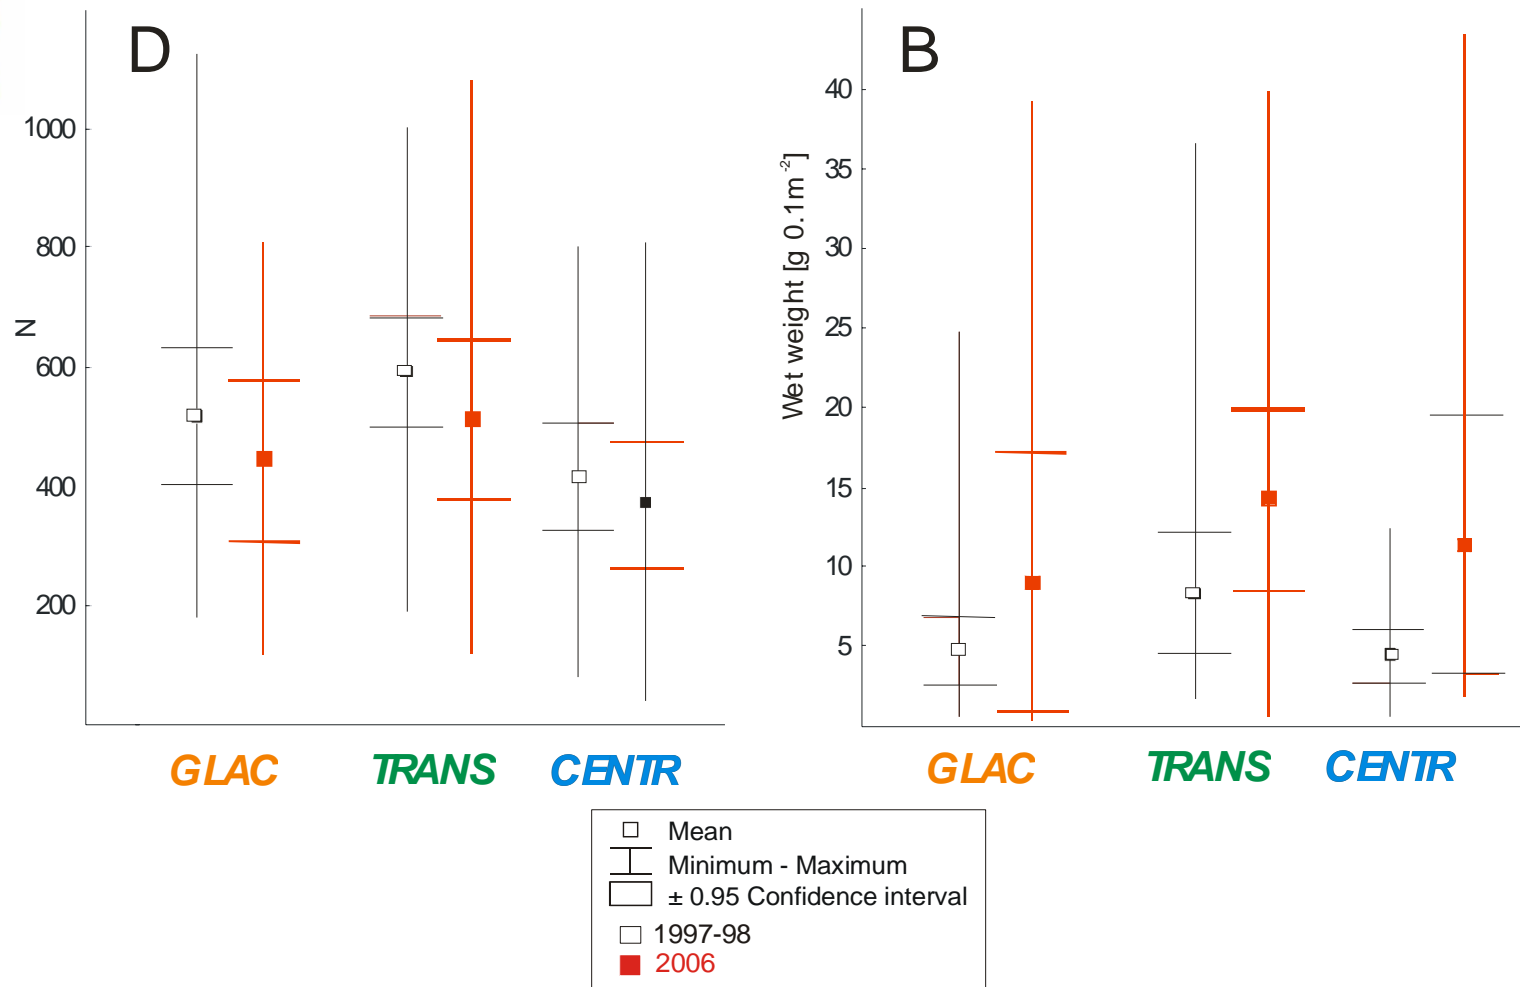 D
1000
800
600
400
200
N
GLAC TRANS CENTR
B
40
35
30
25
20
15
10
5
Wet weight [g 0.1m⁻²]
GLAC TRANS CENTR
Mean
Minimum - Maximum
± 0.95 Confidence interval
1997-98
2006